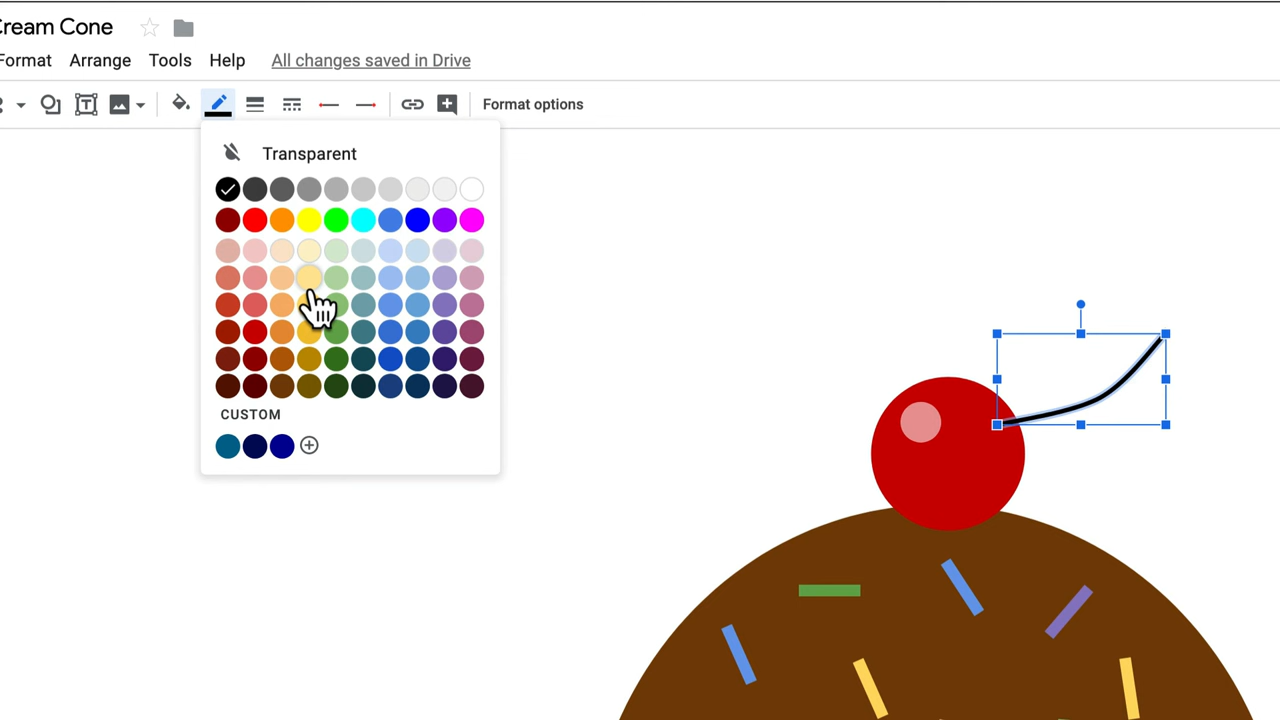 Cream Cone
Format Arrange Tools Help All changes saved in Drive
Format options
Transparent
CUSTOM